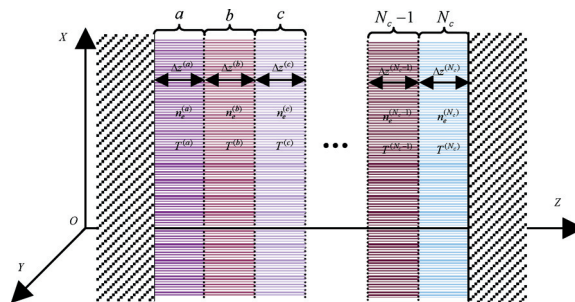 a b c N_c-1 N_c
X
Δz^(a) Δz^(b) Δz^(c) Δz^(N_c-1) Δz^(N_c)
n_e^(a) n_e^(b) n_e^(c) n_e^(N_c-1) n_e^(N_c)
T^(a) T^(b) T^(c) ••• T^(N_c-1) T^(N_c)
O Z
Y